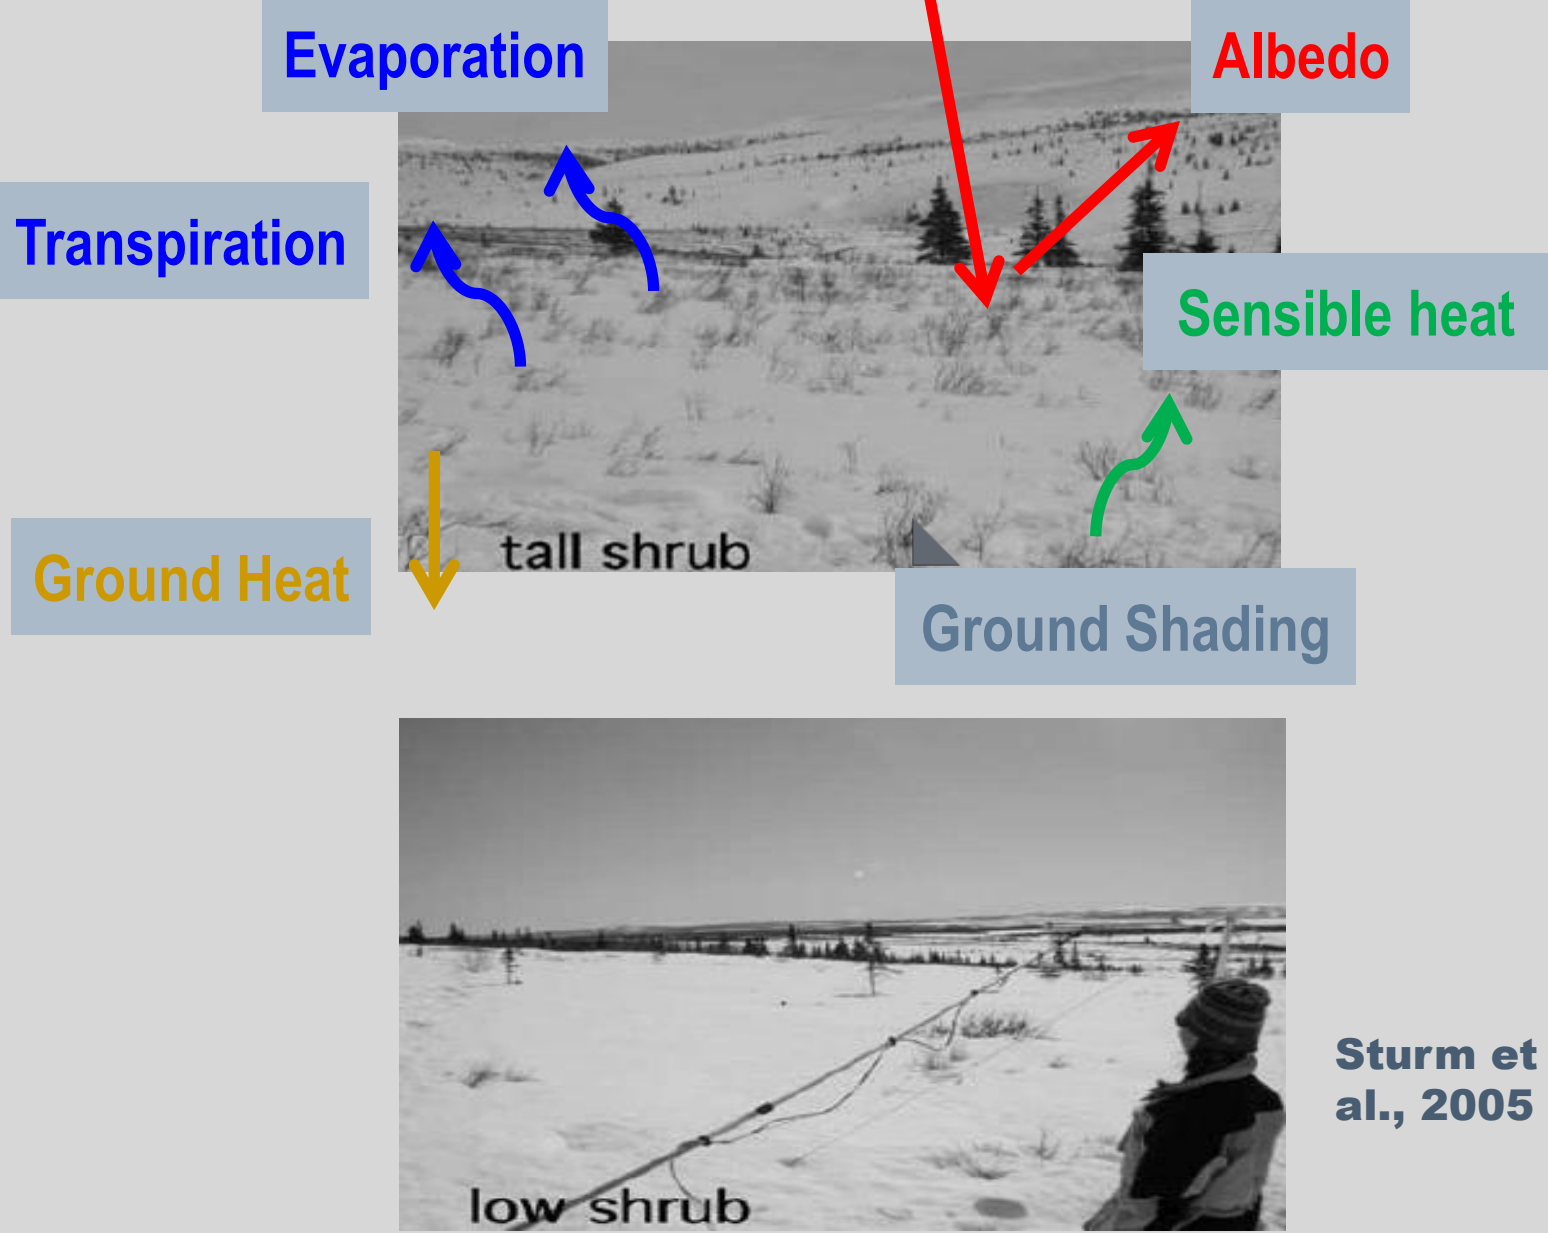 Evaporation
Albedo
Transpiration
Sensible heat
tall shrub
Ground Heat
Ground Shading
Sturm et
al., 2005
low shrub